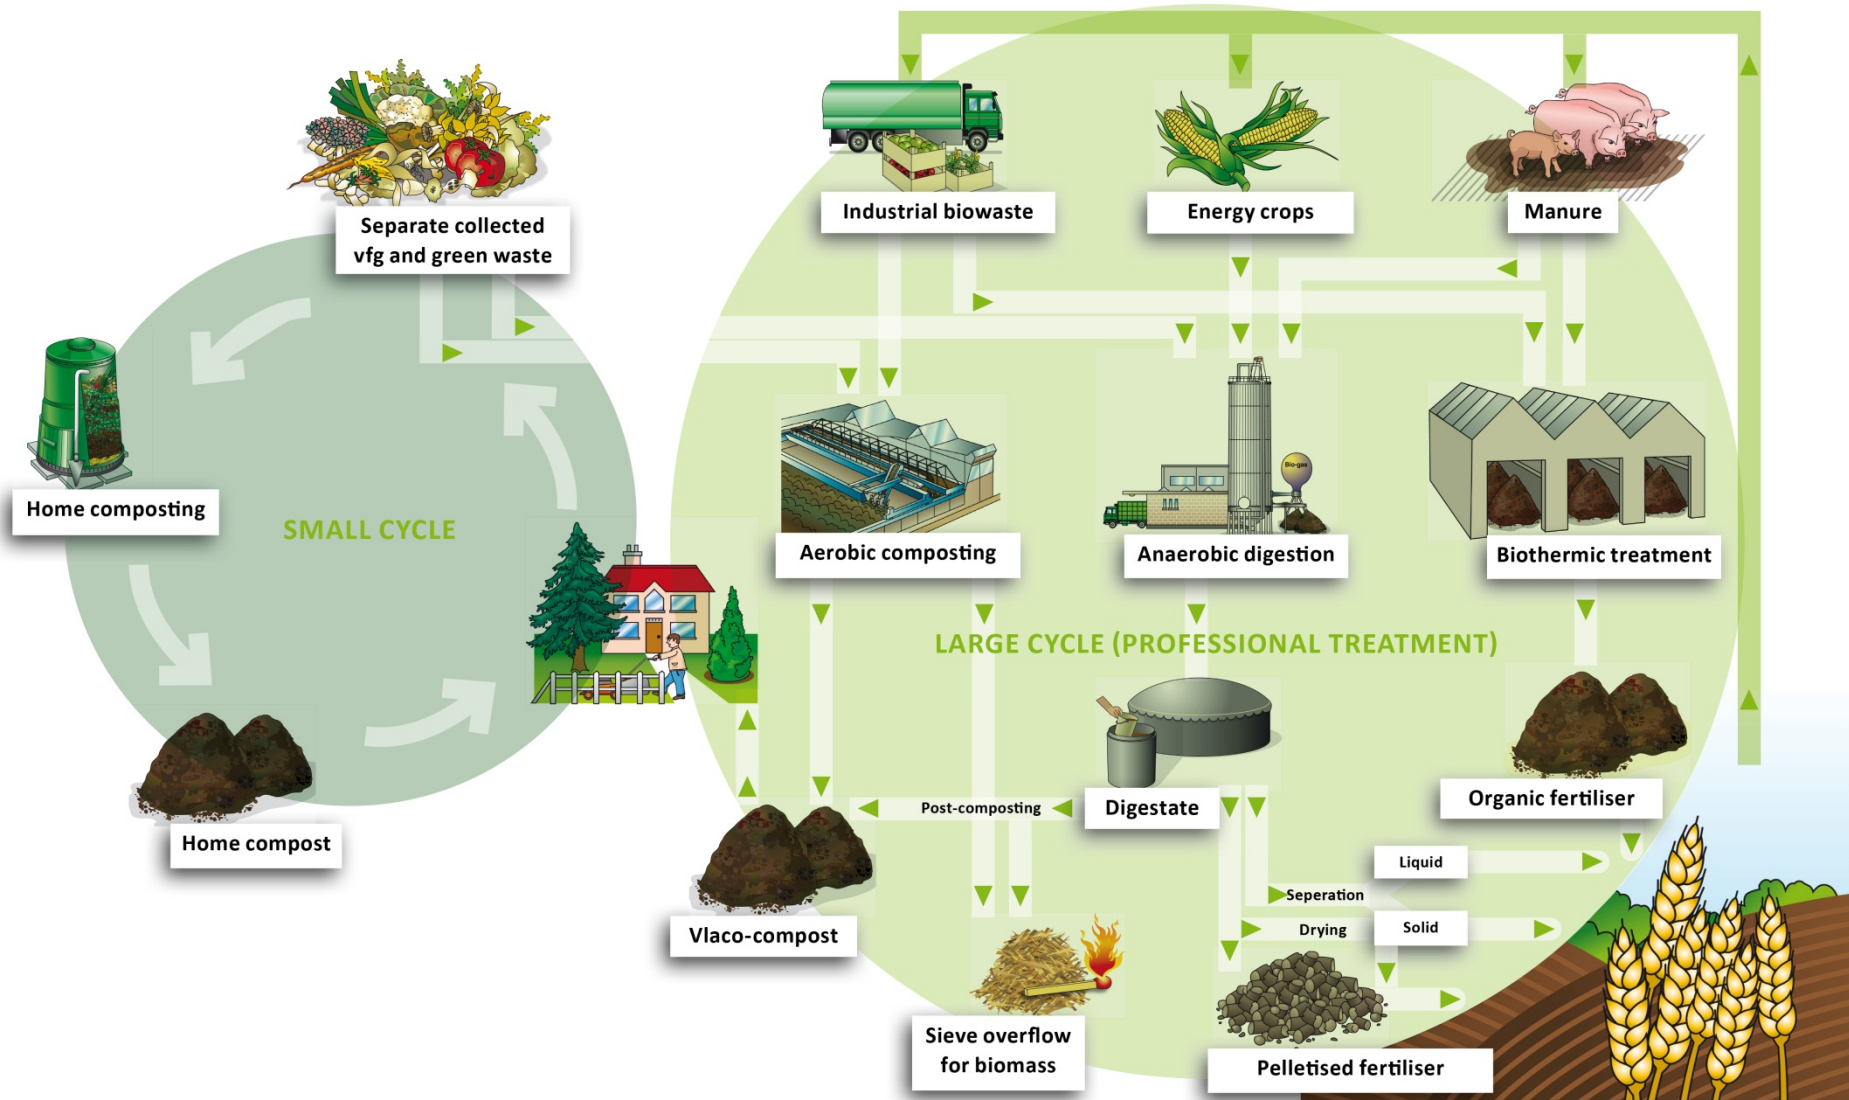 Separate collected
vfg and green waste
Industrial biowaste
Energy crops
Manure
Home composting
SMALL CYCLE
Bio-gas
Aerobic composting
Anaerobic digestion
Biothermic treatment
LARGE CYCLE (PROFESSIONAL TREATMENT)
Home compost
Post-composting
Digestate
Organic fertiliser
Liquid
Seperation
Drying
Solid
Vlaco-compost
Sieve overflow
for biomass
Pelletised fertiliser